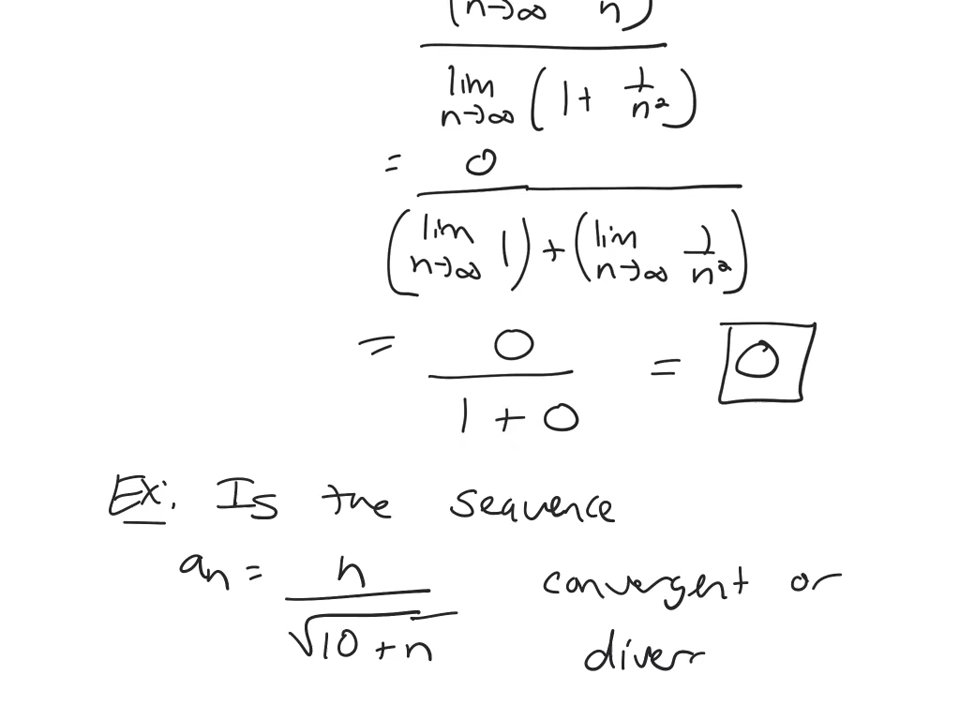 (n→∞ n)
lim n→∞ (1 + 1/n²)
= 0
(lim n→∞ 1) + (lim n→∞ 1/n²)
= 0 / (1 + 0) = 0
Ex: Is the sequence
an = n / √10 + n convergent or
diver